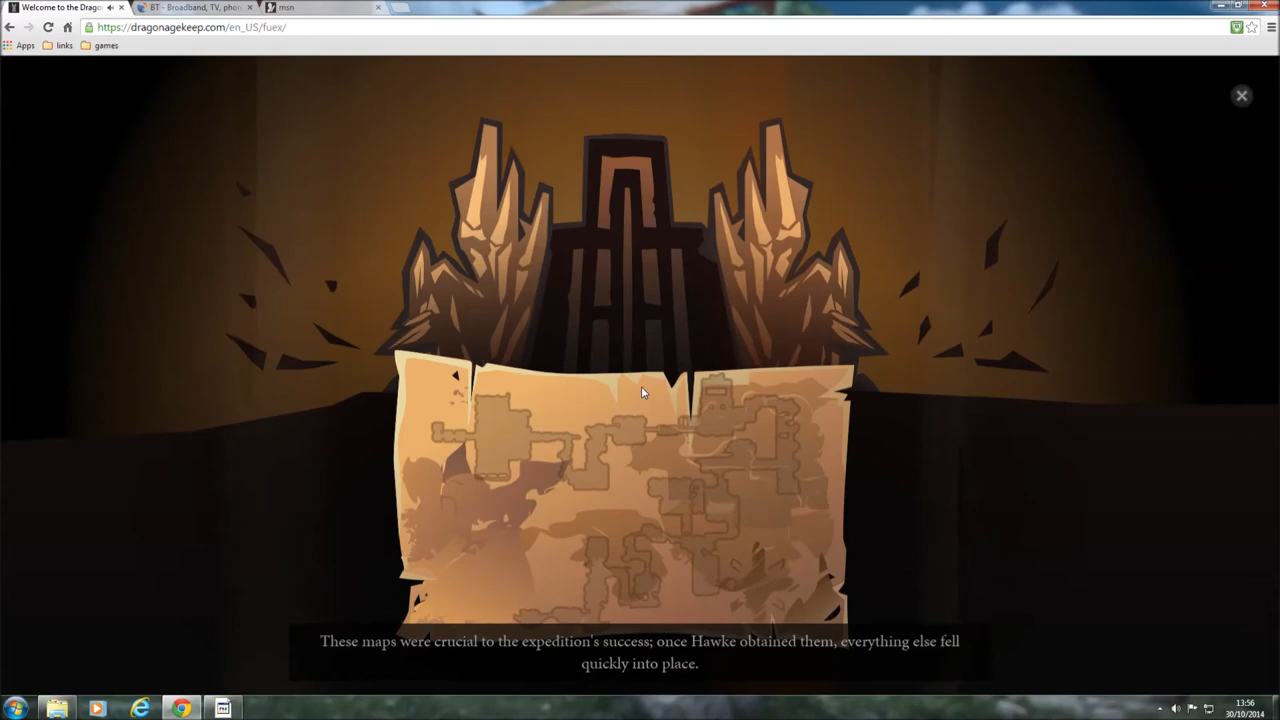 Welcome to the Drago
BT - Broadband, TV, phon
msn
https://dragonagekeep.com/en_US/fuex/
Apps
links
games
These maps were crucial to the expedition's success; once Hawke obtained them, everything else fell
quickly into place.
13:56
30/10/2014